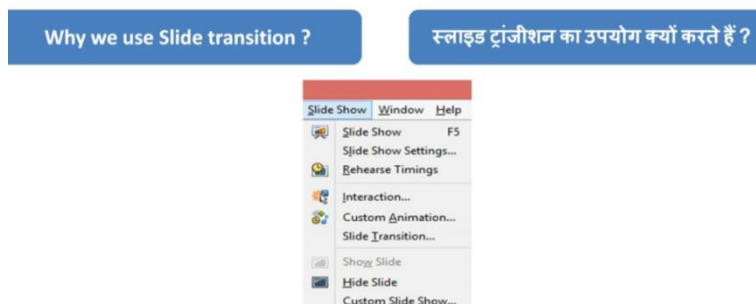 Why we use Slide transition ?
स्लाइड ट्रांजीशन का उपयोग क्यों करते हैं ?
Slide Show Window Help
Slide Show F5
Slide Show Settings...
Rehearse Timings
Interaction...
Custom Animation...
Slide Transition...
Show Slide
Hide Slide
Custom Slide Show...